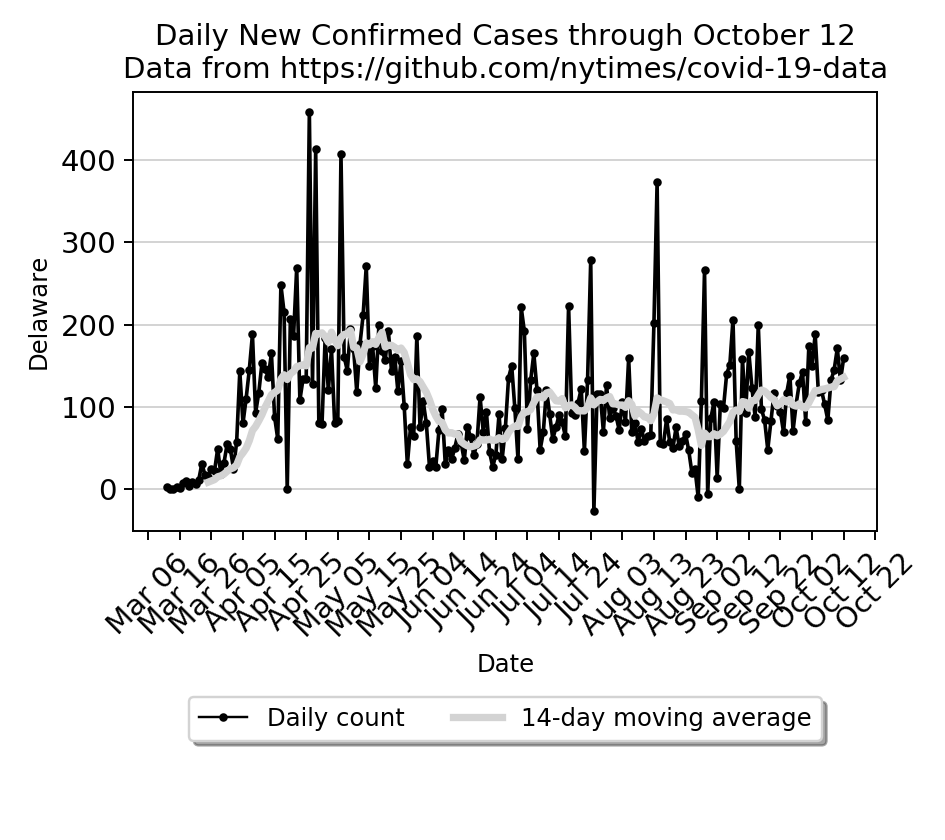 Daily New Confirmed Cases through October 12
Data from https://github.com/nytimes/covid-19-data
400
300
200
100
0
Delaware
Mar 06
Mar 16
Mar 26
Apr 05
Apr 15
Apr 25
May 05
May 15
May 25
Jun 04
Jun 14
Jun 24
Jul 04
Jul 14
Jul 24
Aug 03
Aug 13
Aug 23
Sep 02
Sep 12
Sep 22
Oct 02
Oct 12
Oct 22
Date
Daily count
14-day moving average